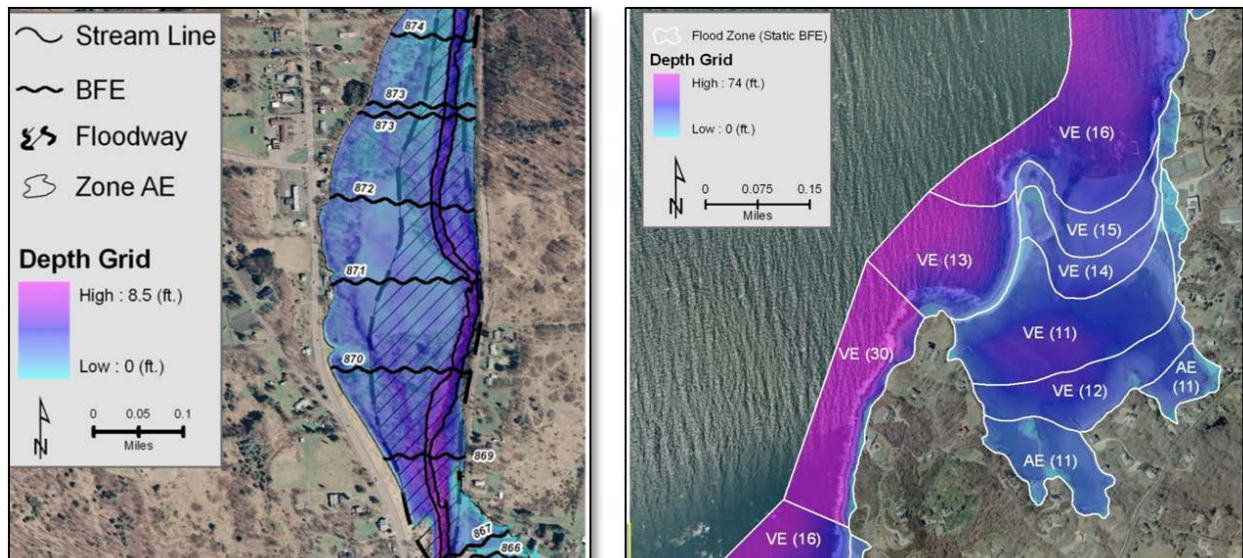 Stream Line
BFE
Floodway
Zone AE
Depth Grid
High : 8.5 (ft.)
Low : 0 (ft.)
N
0 0.05 0.1
Miles
874
873
873
872
871
870
869
867
866
Flood Zone (Static BFE)
Depth Grid
High : 74 (ft.)
Low : 0 (ft.)
N
0 0.075 0.15
Miles
VE (16)
VE (15)
VE (14)
VE (13)
VE (11)
VE (30)
AE
(11)
VE (12)
AE (11)
VE (16)